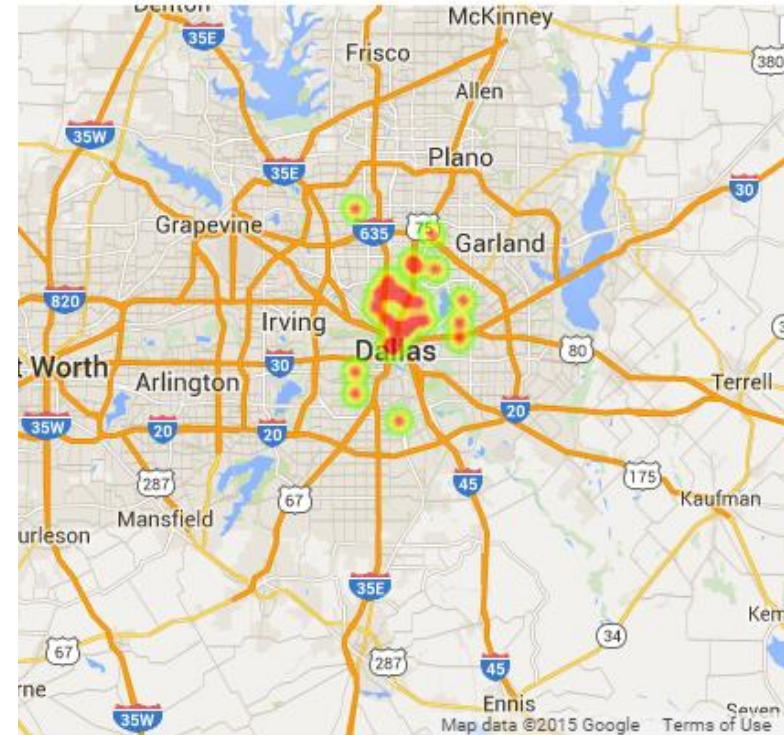 Denton
McKinney
35E
Frisco
380
Allen
35W
Plano
35E
30
Grapevine
635
75
Garland
820
Irving
Dallas
80
t Worth
30
Arlington
Terrell
20
35W
20
20
287
67
45
175
Kaufman
Mansfield
urleson
35E
Kem
34
67
287
45
ne
Ennis
Seven
35W
Map data ©2015 Google
Terms of Use